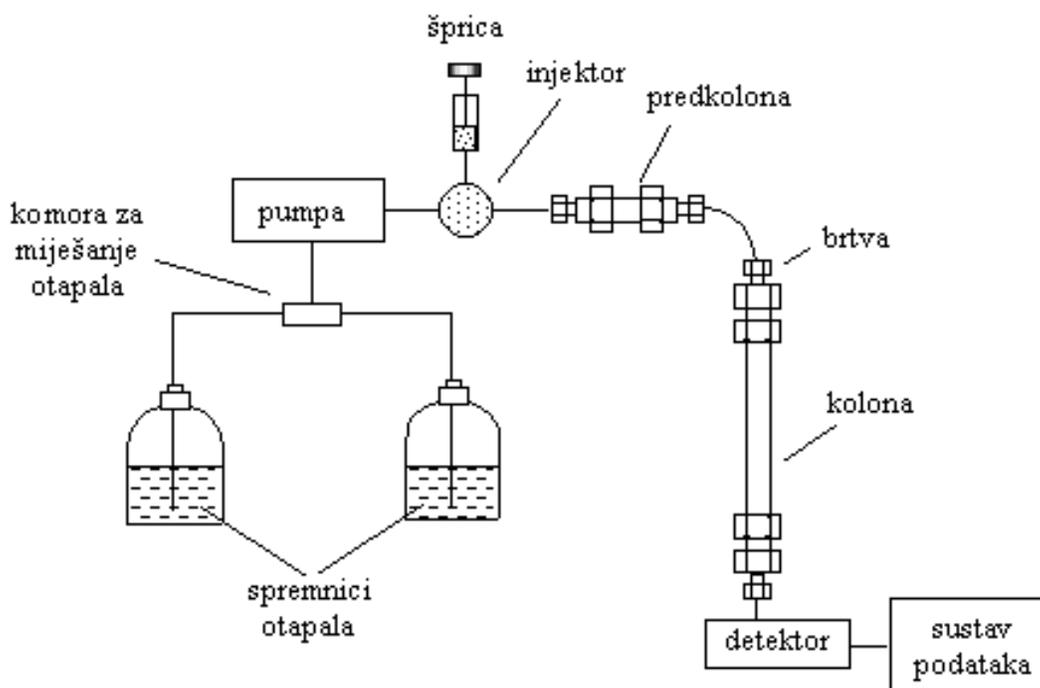 šprica
injektor
predkolona
pumpa
komora za
miješanje
otapala
brtva
kolona
spremnici
otapala
detektor
sustav
podataka